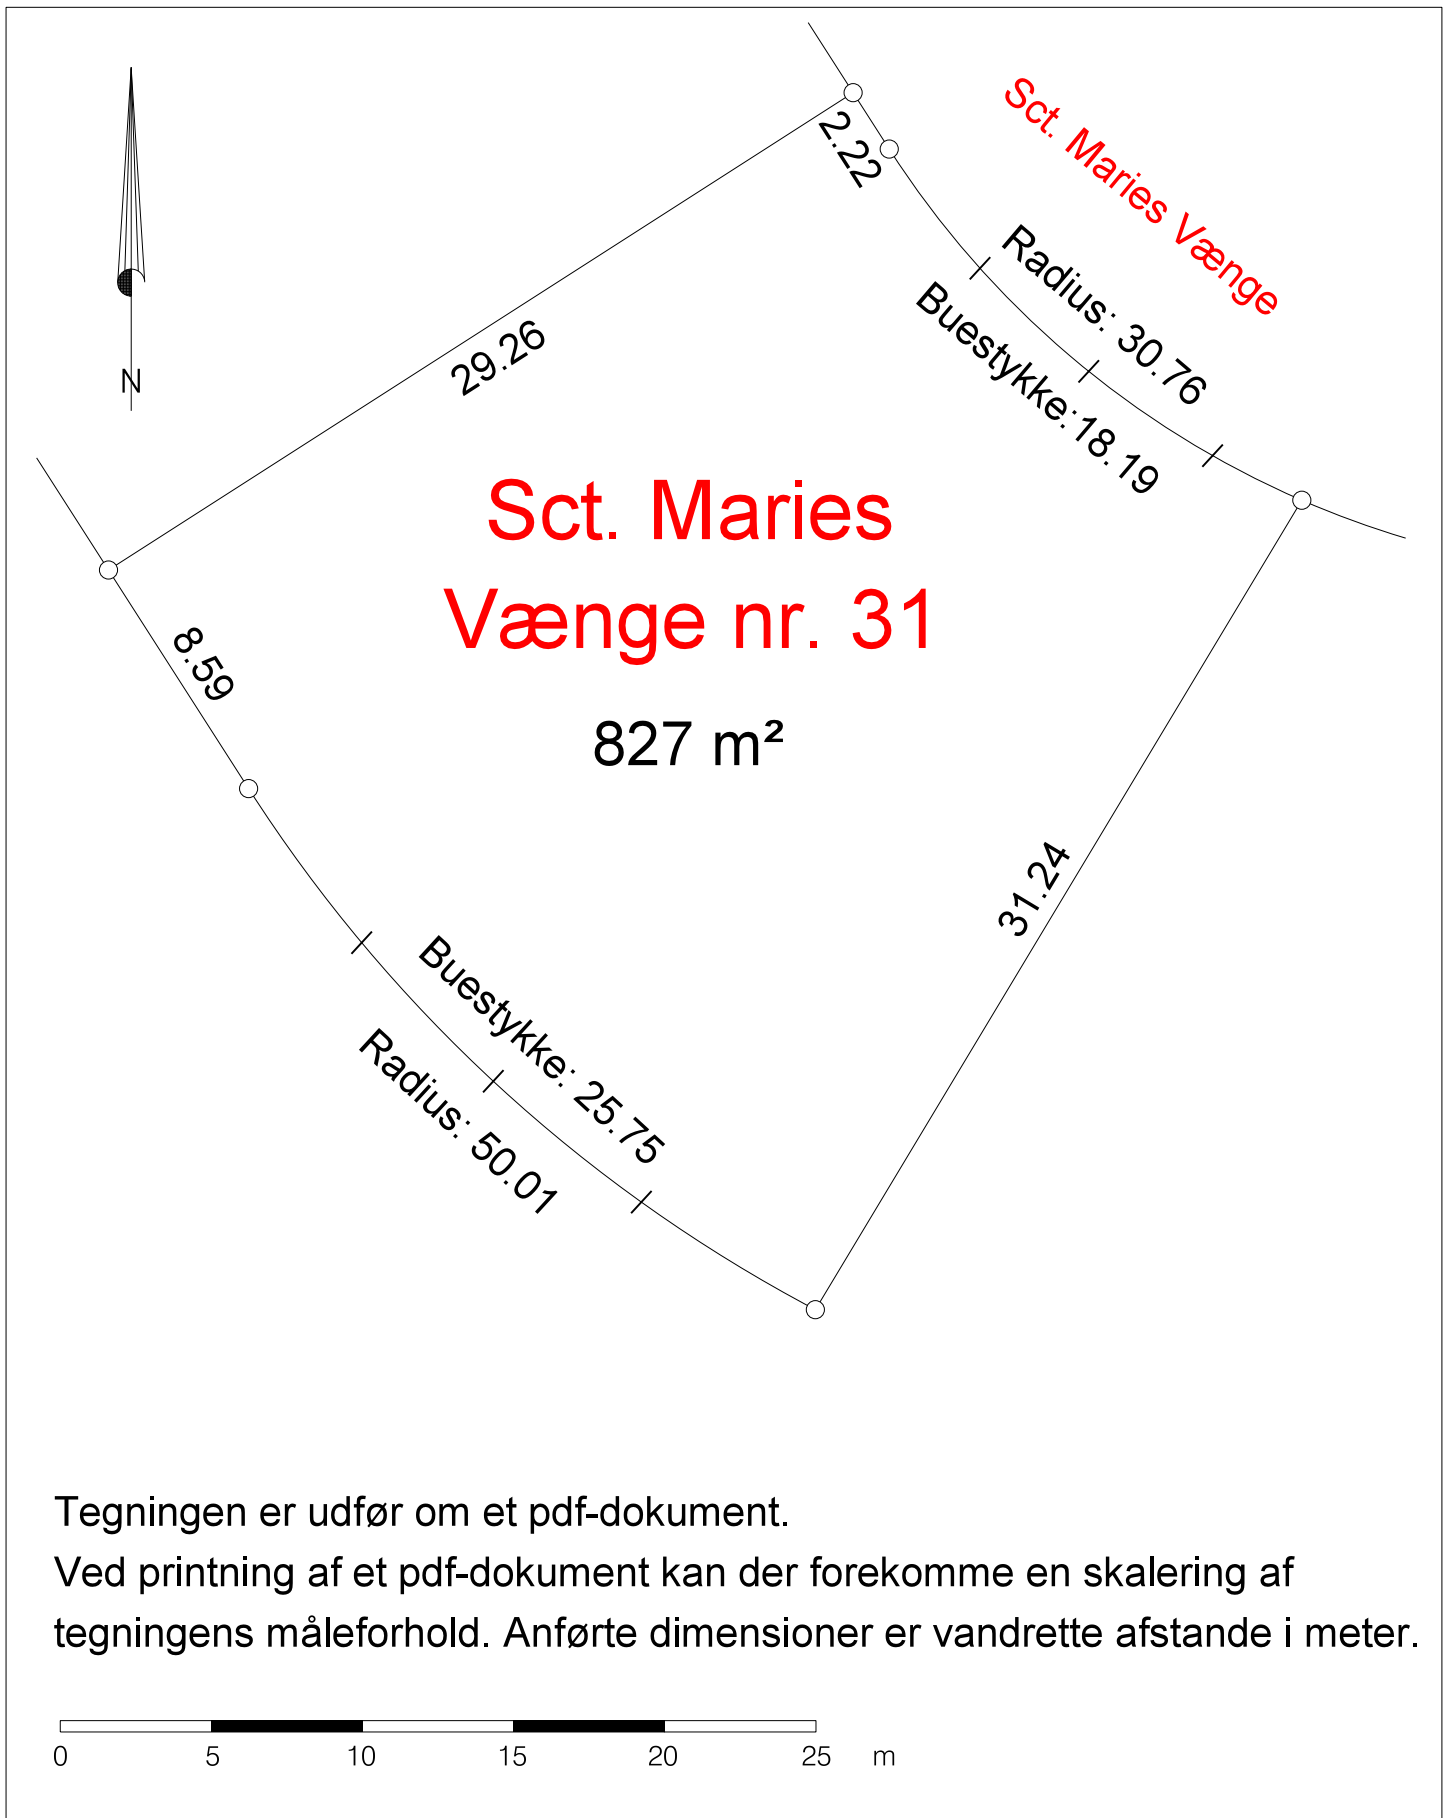 Sct. Maries Vænge
2.22
Radius: 30.76
Buestykke:18.19
29.26
N
Sct. Maries
Vænge nr. 31
827 m²
8.59
31.24
Buestykke: 25.75
Radius: 50.01
Tegningen er udfør om et pdf-dokument.
Ved printning af et pdf-dokument kan der forekomme en skalering af
tegningens måleforhold. Anførte dimensioner er vandrette afstande i meter.
0 5 10 15 20 25 m